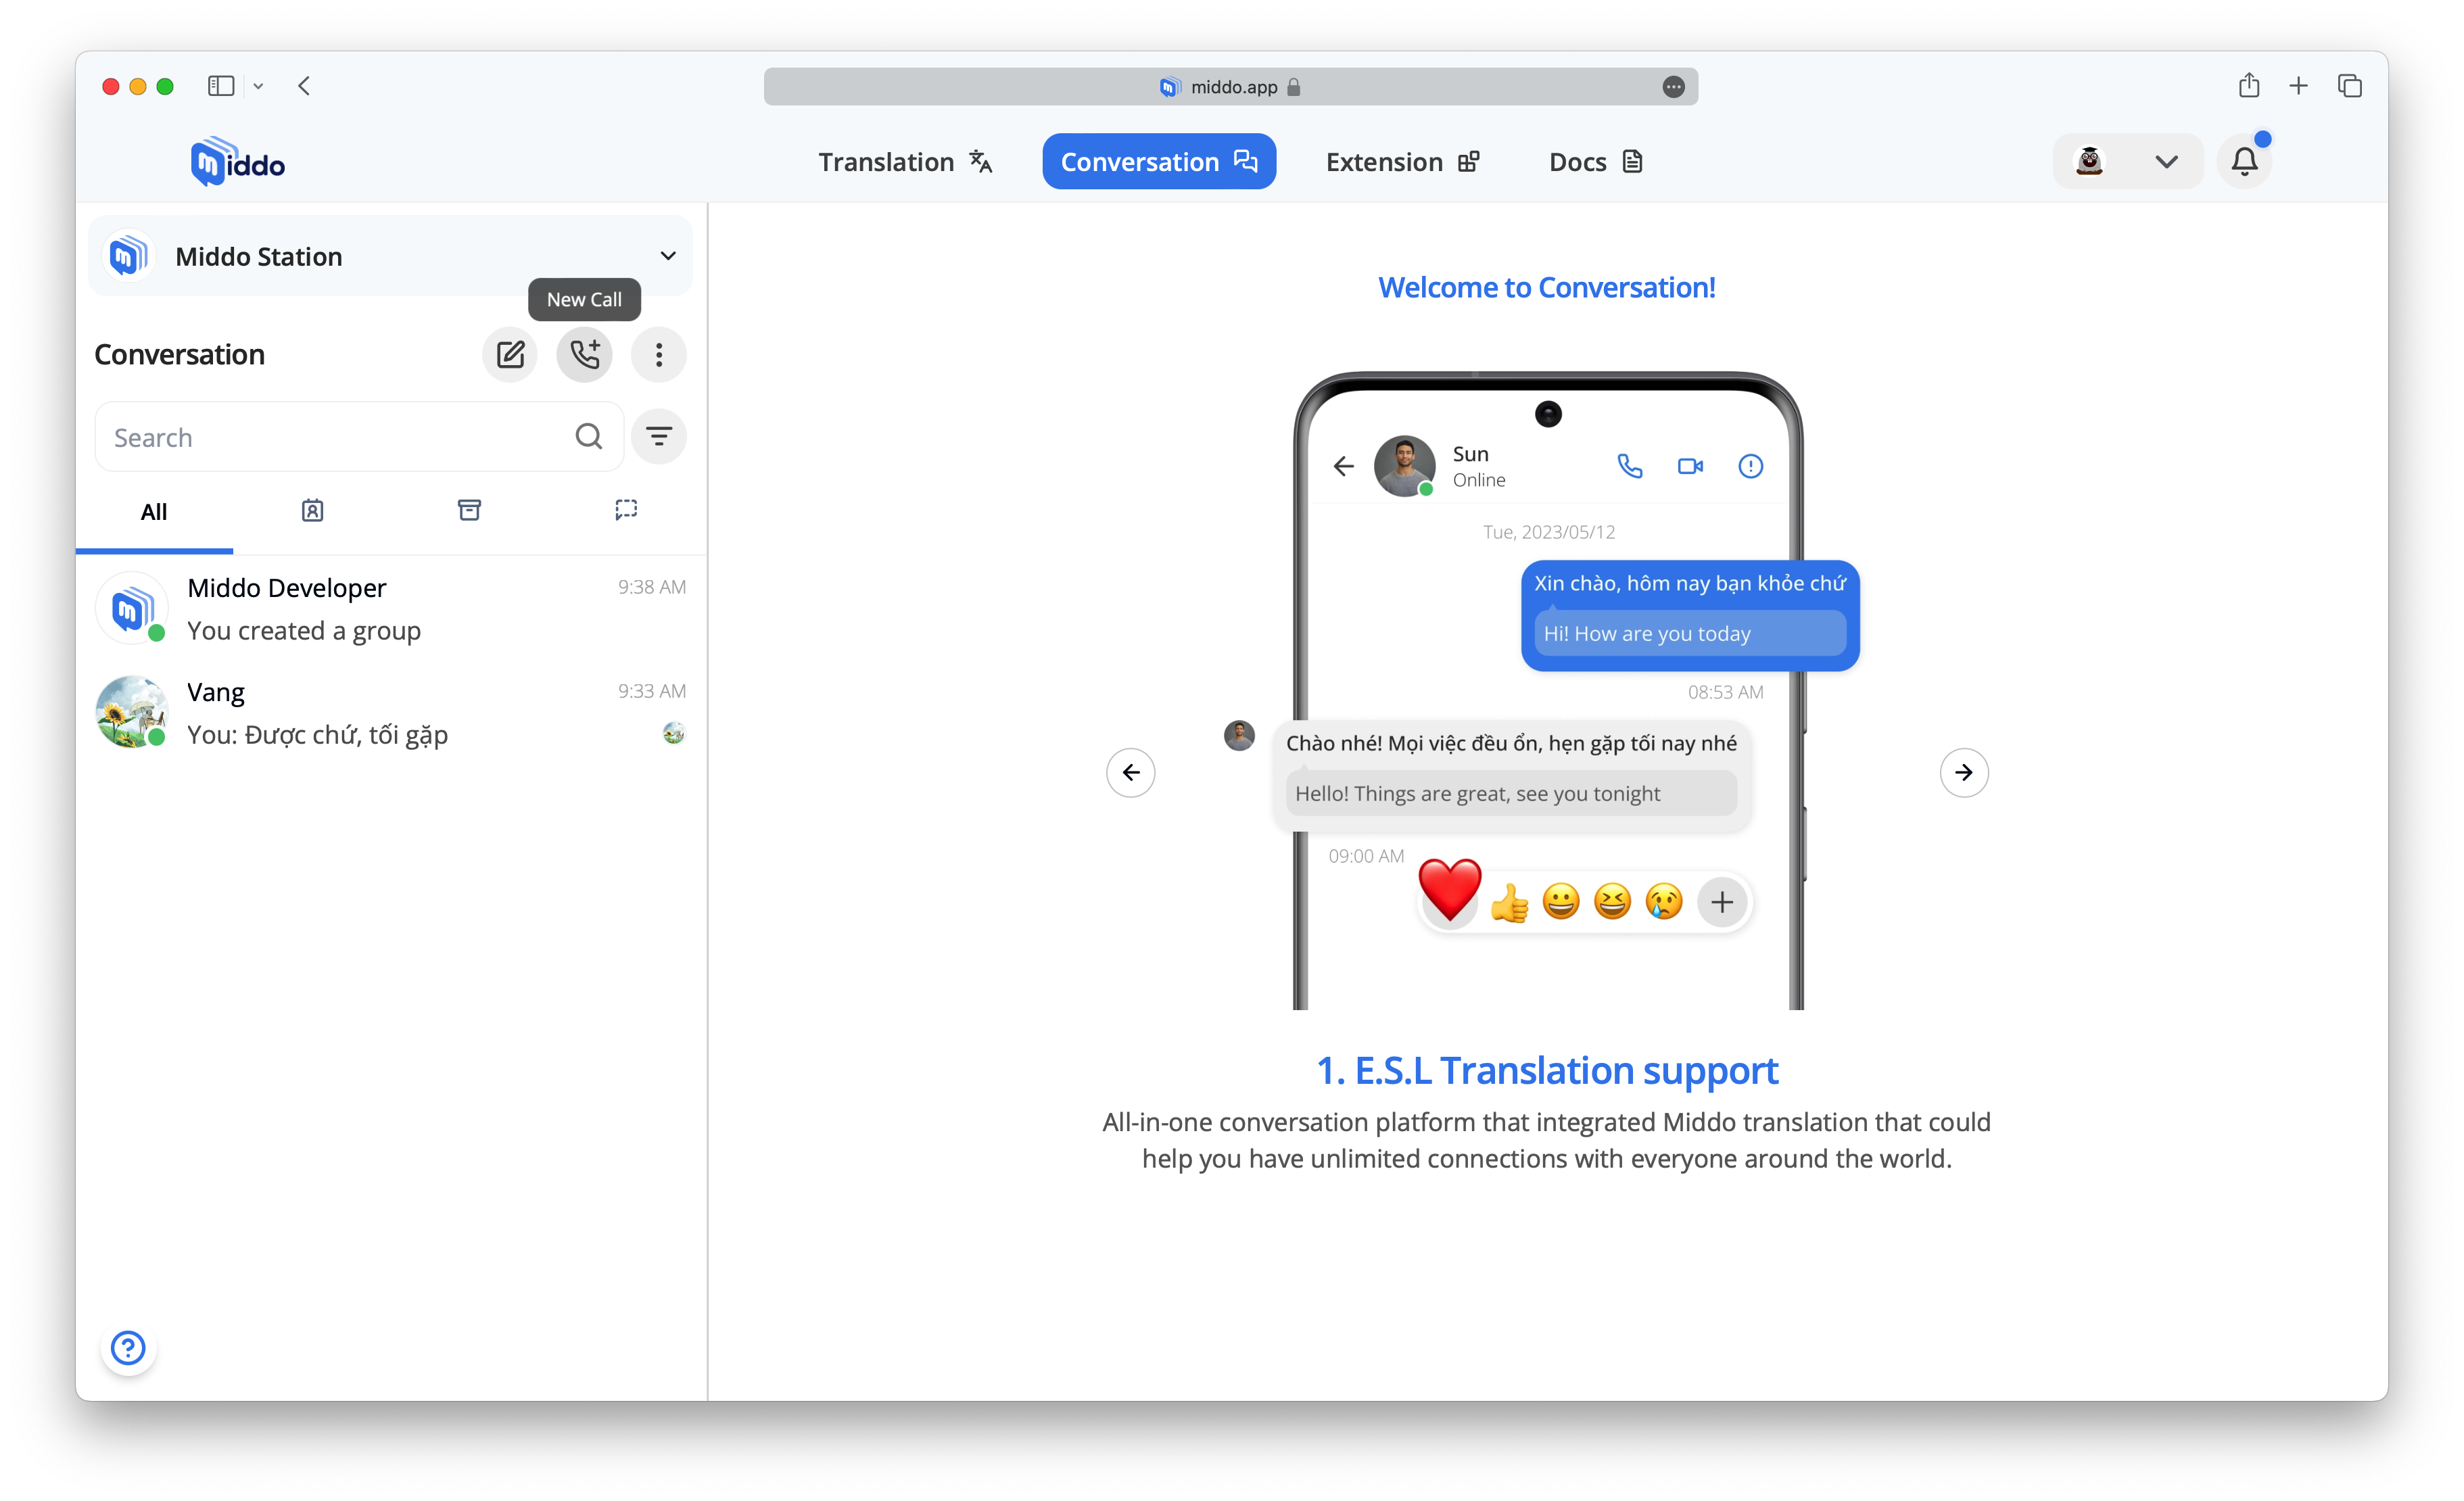 middo.app
middo
Translation
Conversation
Extension
Docs
Middo Station
New Call
Conversation
Search
All
Middo Developer
9:38 AM
You created a group
Vang
9:33 AM
You: Được chứ, tối gặp
Welcome to Conversation!
Sun
Online
Tue, 2023/05/12
Xin chào, hôm nay bạn khỏe chứ
Hi! How are you today
08:53 AM
Chào nhé! Mọi việc đều ổn, hẹn gặp tối nay nhé
Hello! Things are great, see you tonight
09:00 AM
1. E.S.L Translation support
All-in-one conversation platform that integrated Middo translation that could
help you have unlimited connections with everyone around the world.